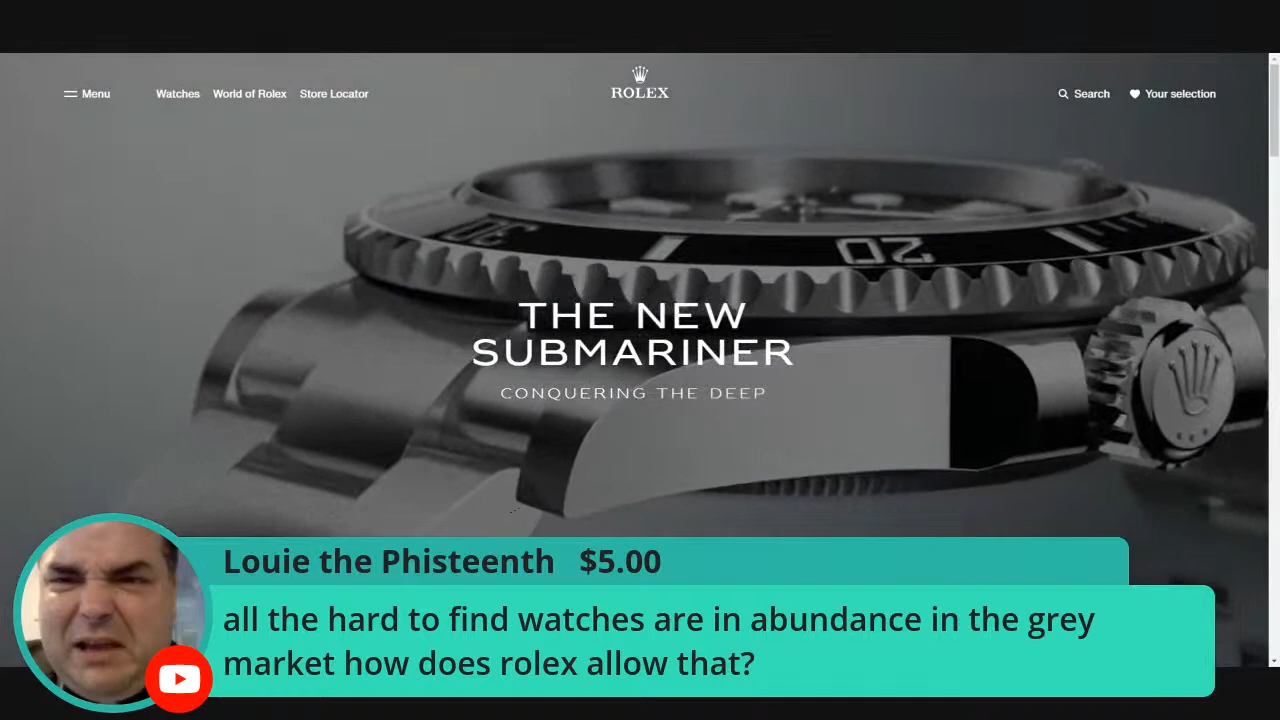 Menu Watches World of Rolex Store Locator ROLEX Search Your selection
20
THE NEW
SUBMARINER
CONQUERING THE DEEP
Louie the Phisteenth $5.00
all the hard to find watches are in abundance in the grey
market how does rolex allow that?